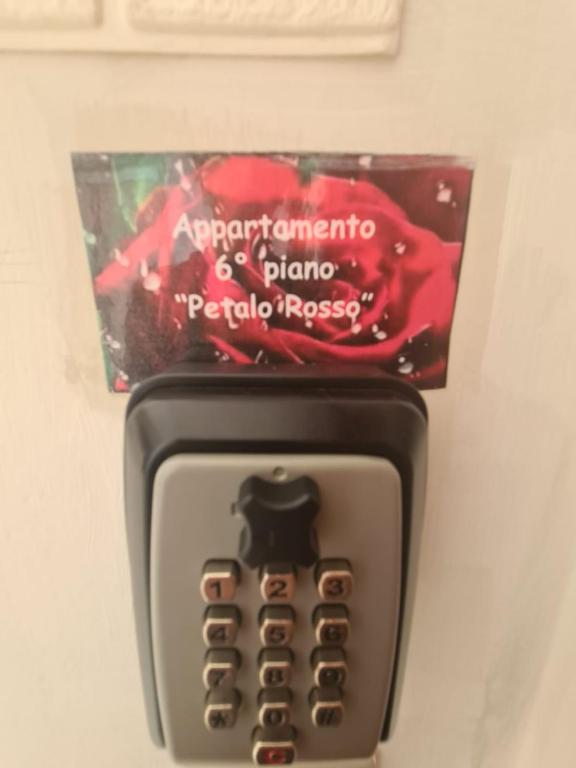 Appartamento
6° piano
"Petalo Rosso"
1 2 3
4 5 6
7 8 9
* 0 #
C